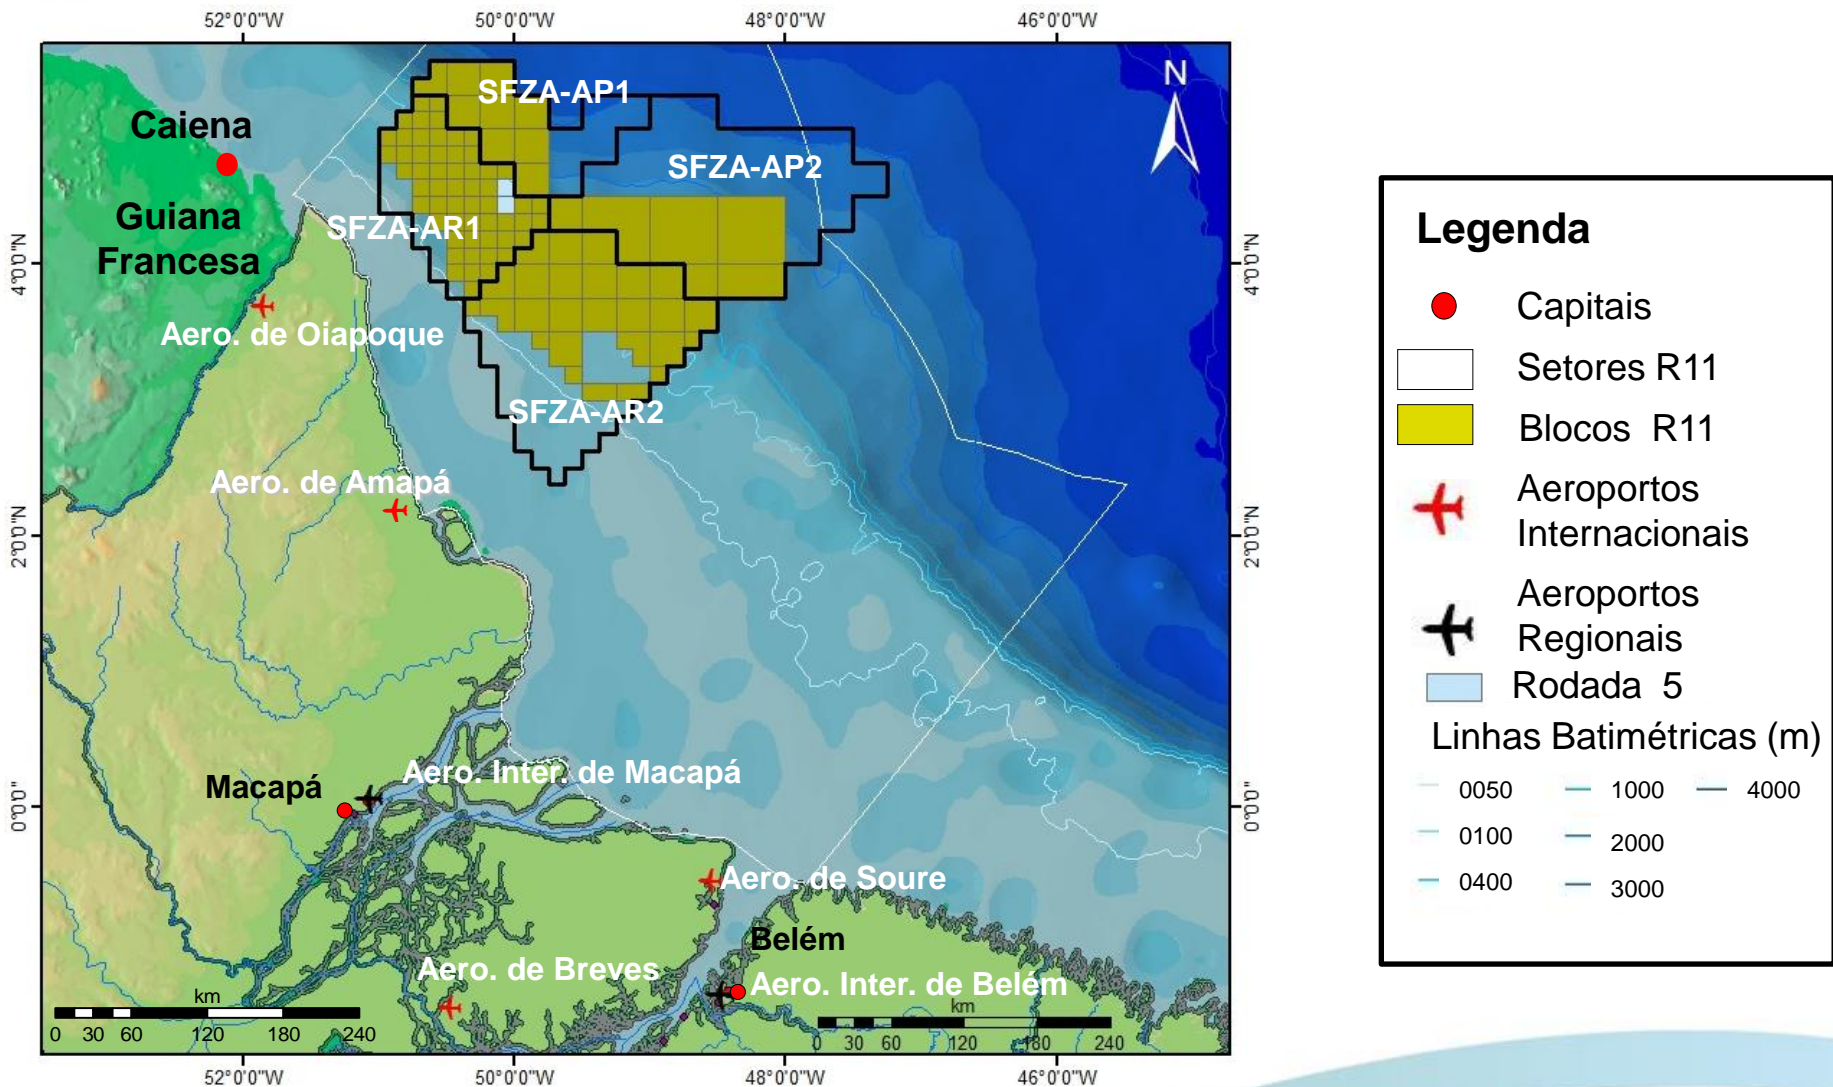 52°0'0"W
50°0'0"W
48°0'0"W
46°0'0"W
N
SFZA-AP1
Caiena
SFZA-AP2
Guiana
Francesa
SFZA-AR1
4°0'0"N
4°0'0"N
Aero. de Oiapoque
SFZA-AR2
Aero. de Amapá
2°0'0"N
2°0'0"N
Macapá
Aero. Inter. de Macapá
0°0'0"
0°0'0"
Aero. de Soure
Belém
Aero. de Breves
Aero. Inter. de Belém
km
0 30 60 120 180 240
km
0 30 60 120 180 240
52°0'0"W
50°0'0"W
48°0'0"W
46°0'0"W
Legenda
Capitais
Setores R11
Blocos R11
Aeroportos
Internacionais
Aeroportos
Regionais
Rodada 5
Linhas Batimétricas (m)
0050 1000 4000
0100 2000
0400 3000